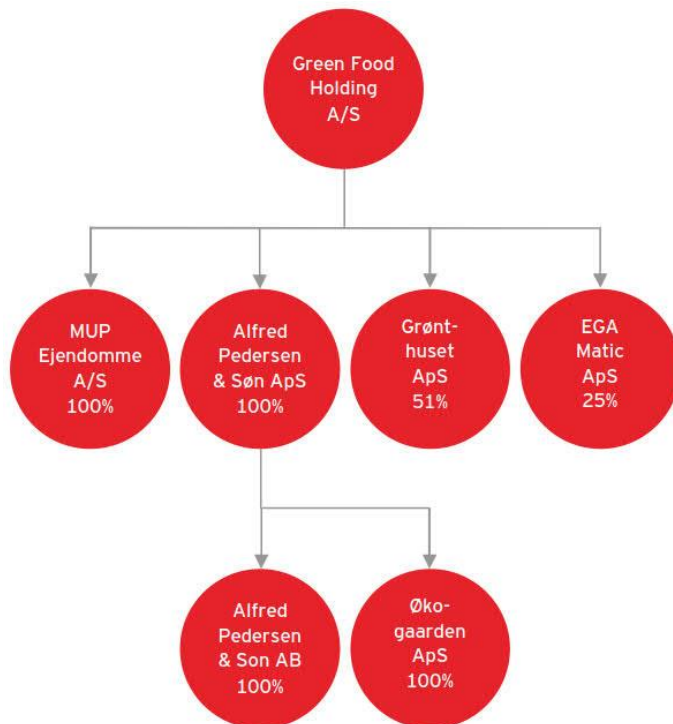 Green Food
Holding
A/S
MUP
Ejendomme
A/S
100%
Alfred
Pedersen
& Søn ApS
100%
Grønt-
huset
ApS
51%
EGA
Matic
ApS
25%
Alfred
Pedersen
& Son AB
100%
Øko-
gaarden
ApS
100%